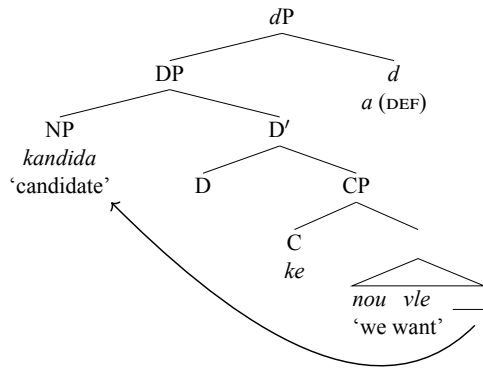 dP
DP d
a (DEF)
NP D′
kandida
‘candidate’ D CP
C
ke
nou vle
‘we want’